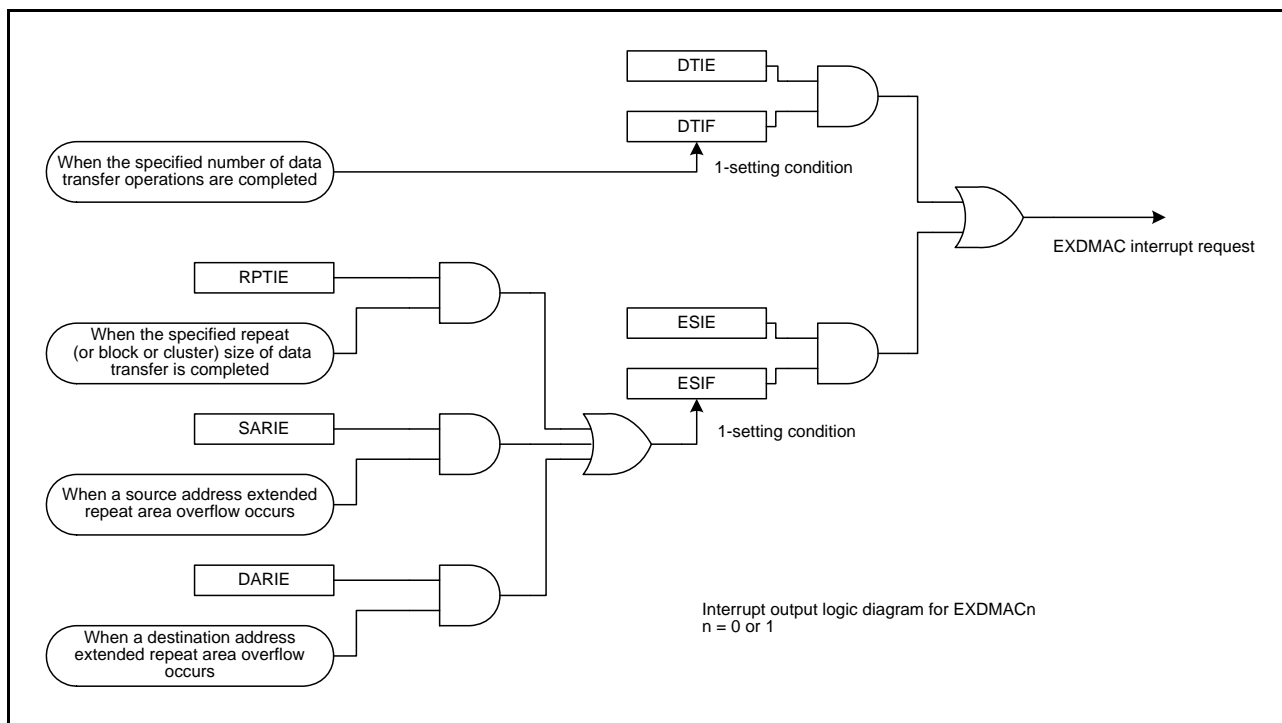 DTIE
DTIF
When the specified number of data
transfer operations are completed
1-setting condition
EXDMAC interrupt request
RPTIE
When the specified repeat
(or block or cluster) size of data
transfer is completed
ESIE
ESIF
SARIE
1-setting condition
When a source address extended
repeat area overflow occurs
DARIE
Interrupt output logic diagram for EXDMACn
n = 0 or 1
When a destination address
extended repeat area overflow
occurs